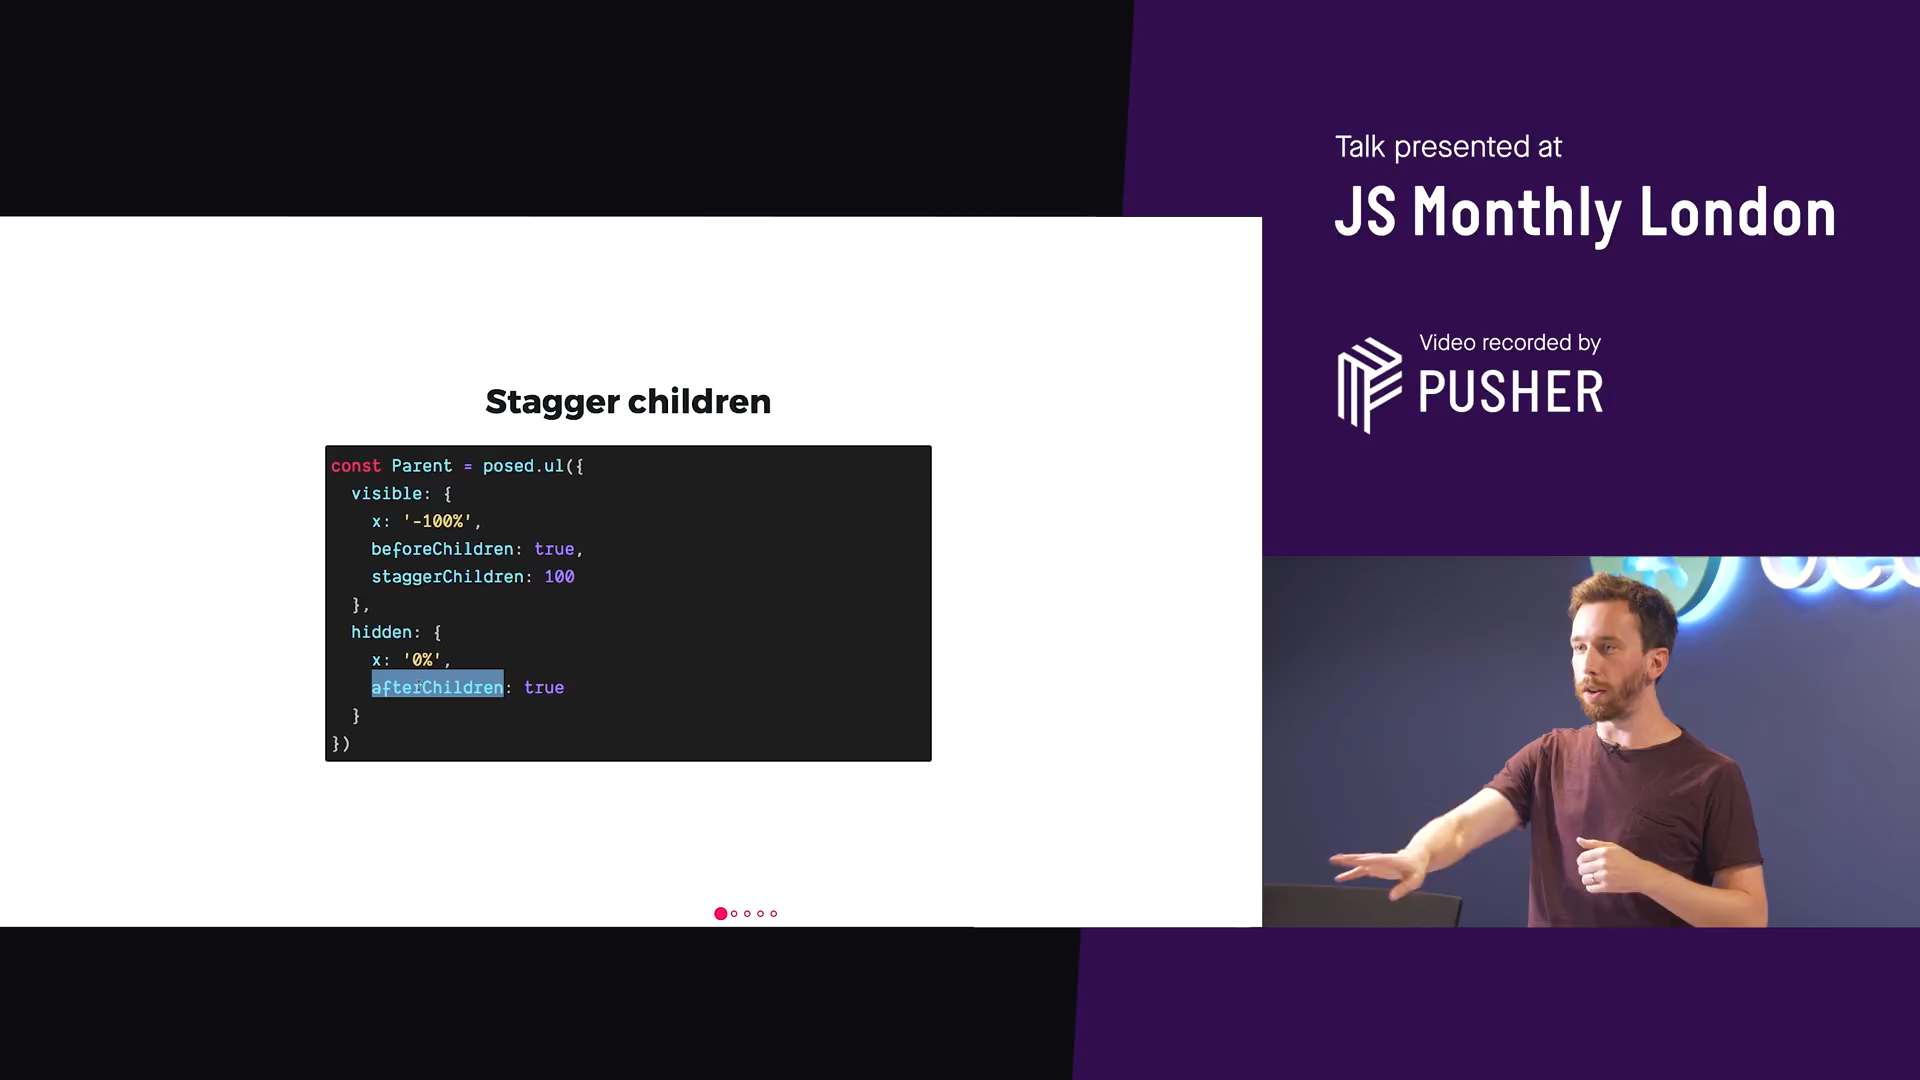 Talk presented at
JS Monthly London
Video recorded by
PUSHER
Stagger children
const Parent = posed.ul({
  visible: {
    x: '-100%',
    beforeChildren: true,
    staggerChildren: 100
  },
  hidden: {
    x: '0%',
    afterChildren: true
  }
})